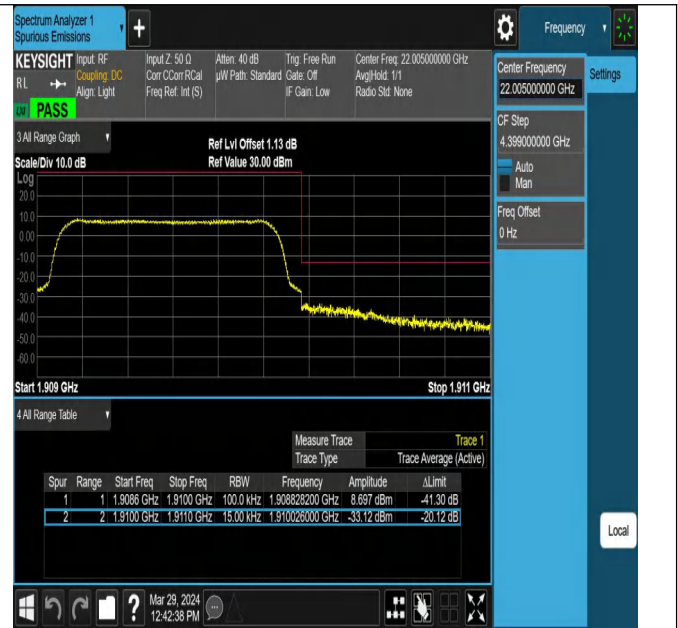 Spectrum Analyzer 1
Spurious Emissions
Frequency
KEYSIGHT Input: RF Input Z: 50 Ω Atten: 40 dB Trig: Free Run Center Freq: 22.005000000 GHz
RL Coupling: DC Corr CCorr RCal µW Path: Standard Gate: Off Avg|Hold: 1/1
Align: Light Freq Ref: Int (S) IF Gain: Low Radio Std: None
PASS
Center Frequency
22.005000000 GHz
Settings
CF Step
4.399000000 GHz
Auto
Man
Freq Offset
0 Hz
3 All Range Graph
Ref Lvl Offset 1.13 dB
Scale/Div 10.0 dB Ref Value 30.00 dBm
Log
20.0
10.0
0.00
-10.0
-20.0
-30.0
-40.0
-50.0
-60.0
Start 1.909 GHz Stop 1.911 GHz
4 All Range Table
Measure Trace Trace 1
Trace Type Trace Average (Active)
Spur Range Start Freq Stop Freq RBW Frequency Amplitude ΔLimit
1 1 1.9086 GHz 1.9100 GHz 100.0 kHz 1.908828200 GHz 8.697 dBm -41.30 dB
2 2 1.9100 GHz 1.9110 GHz 15.00 kHz 1.910026000 GHz -33.12 dBm -20.12 dB
Local
? Mar 29, 2024
12:42:38 PM